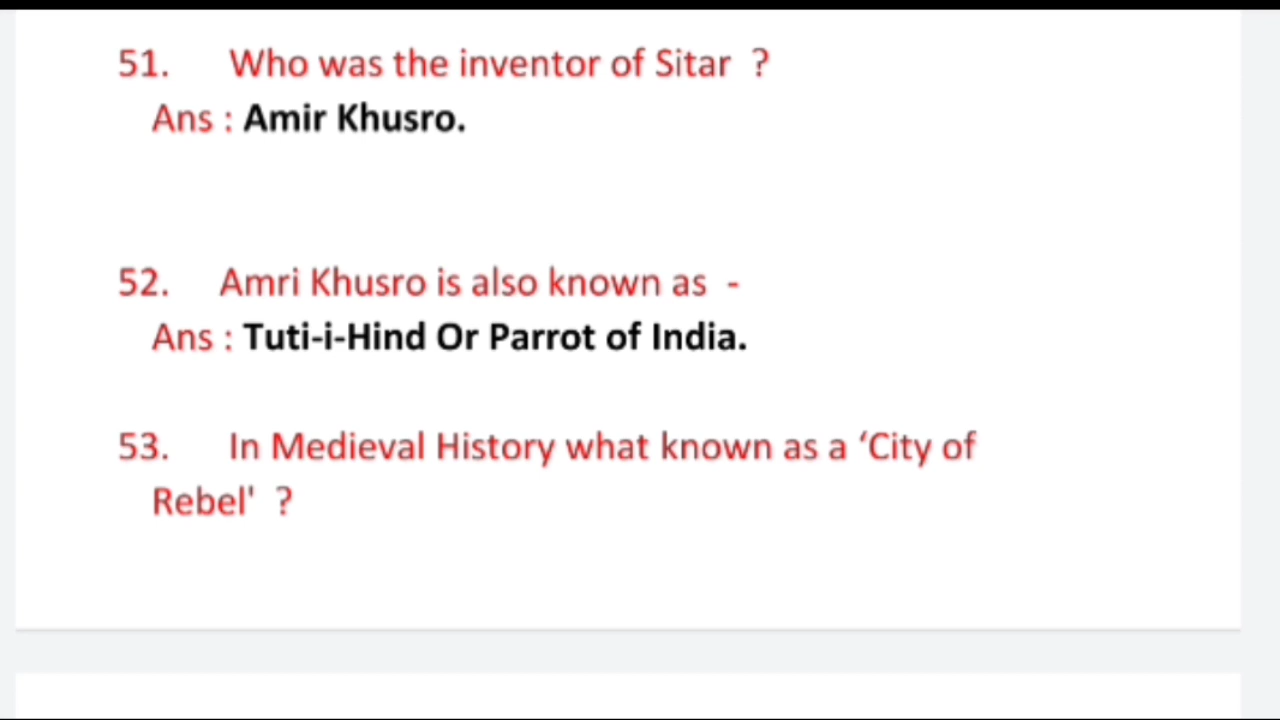 51. Who was the inventor of Sitar ?
Ans : Amir Khusro.
52. Amri Khusro is also known as -
Ans : Tuti-i-Hind Or Parrot of India.
53. In Medieval History what known as a ‘City of
Rebel' ?